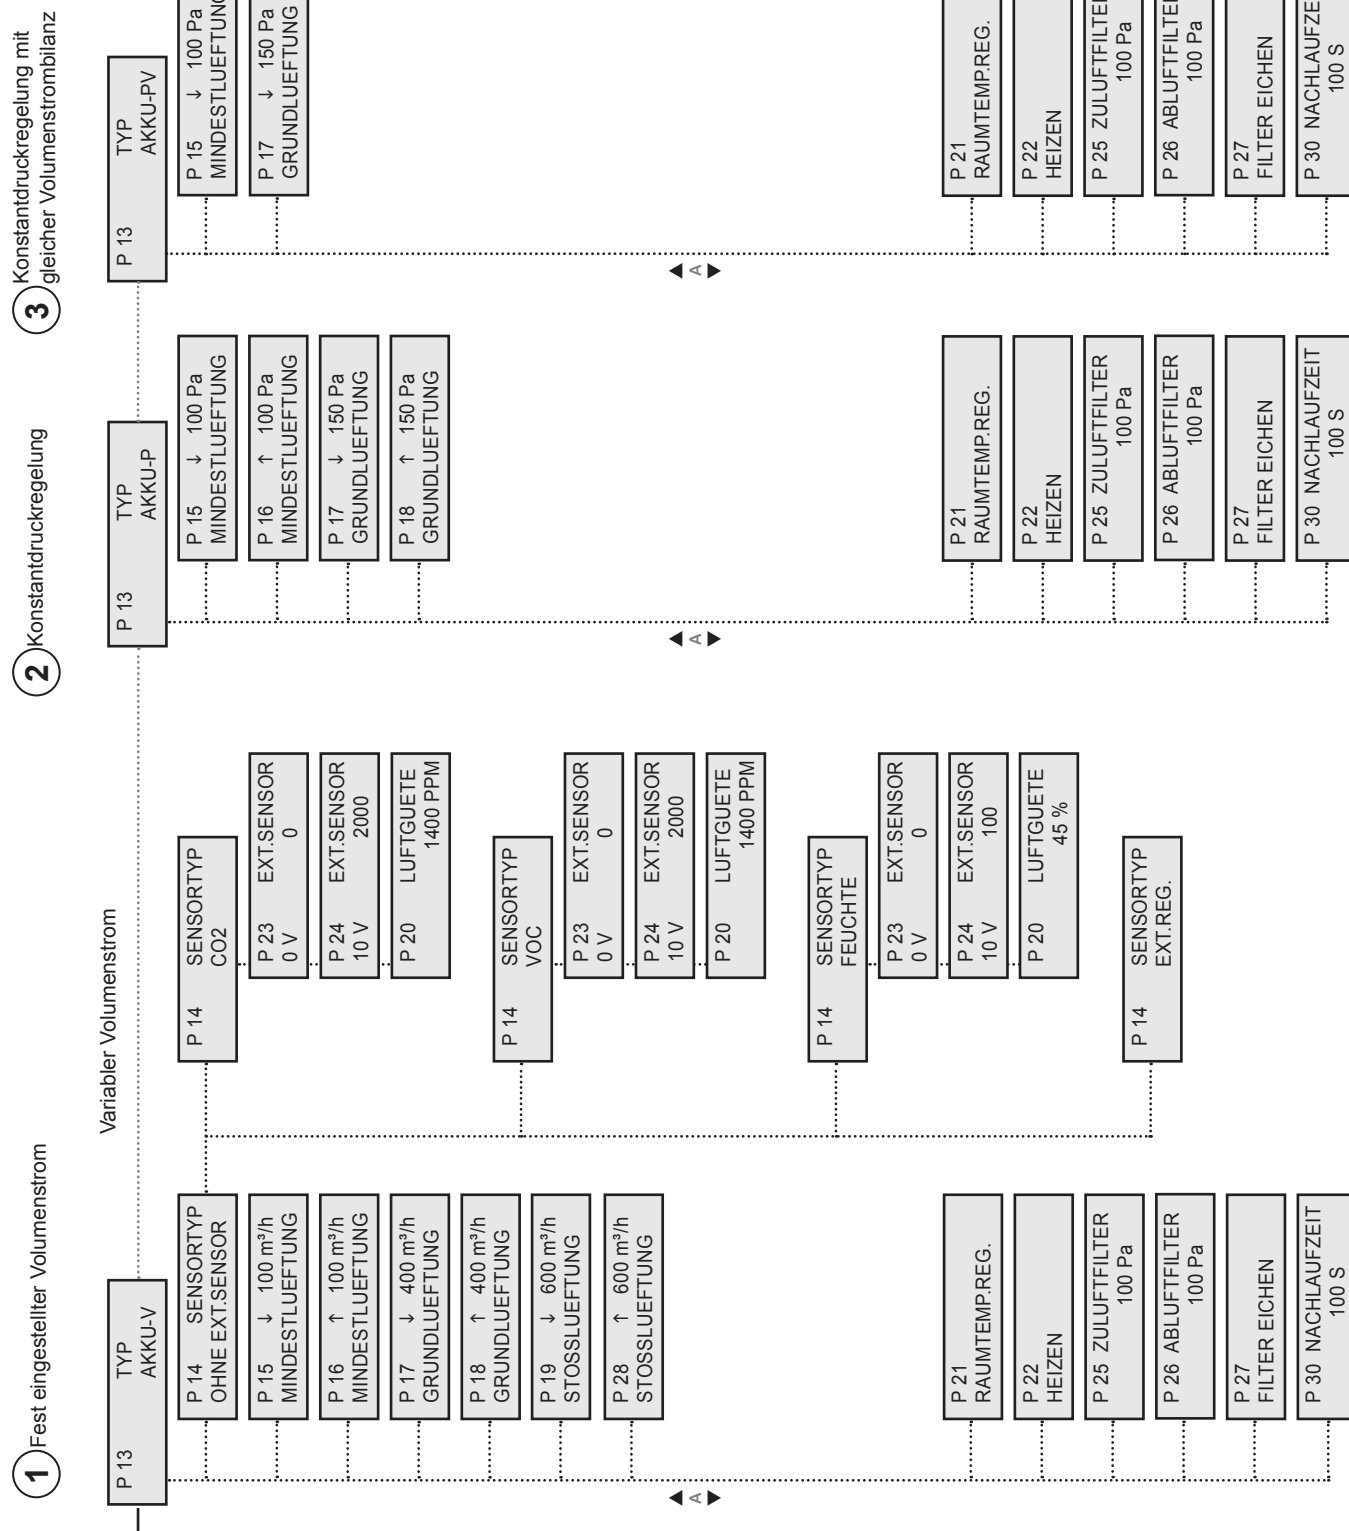 1 Fest eingestellter Volumenstrom
P 13 TYP
AKKU-V
P 14 SENSORTYP
OHNE EXT.SENSOR
P 15 ↓ 100 m³/h
MINDESTLUEFTUNG
P 16 ↑ 100 m³/h
MINDESTLUEFTUNG
P 17 ↓ 400 m³/h
GRUNDLUEFTUNG
P 18 ↑ 400 m³/h
GRUNDLUEFTUNG
P 19 ↓ 600 m³/h
STOSSLUEFTUNG
P 28 ↑ 600 m³/h
STOSSLUEFTUNG
▲ A ▼
P 21
RAUMTEMP.REG.
P 22
HEIZEN
P 25 ZULUFTFILTER
100 Pa
P 26 ABLUFTFILTER
100 Pa
P 27
FILTER EICHEN
P 30 NACHLAUFZEIT
100 S
Variabler Volumenstrom
P 14 SENSORTYP
CO2
P 23 EXT.SENSOR
0 V 0
P 24 EXT.SENSOR
10 V 2000
P 20 LUFTGUETE
1400 PPM
P 14 SENSORTYP
VOC
P 23 EXT.SENSOR
0 V 0
P 24 EXT.SENSOR
10 V 2000
P 20 LUFTGUETE
1400 PPM
P 14 SENSORTYP
FEUCHTE
P 23 EXT.SENSOR
0 V 0
P 24 EXT.SENSOR
10 V 100
P 20 LUFTGUETE
45 %
P 14 SENSORTYP
EXT.REG.
2 Konstantdruckregelung
P 13 TYP
AKKU-P
P 15 ↓ 100 Pa
MINDESTLUEFTUNG
P 16 ↑ 100 Pa
MINDESTLUEFTUNG
P 17 ↓ 150 Pa
GRUNDLUEFTUNG
P 18 ↑ 150 Pa
GRUNDLUEFTUNG
▲ A ▼
P 21
RAUMTEMP.REG.
P 22
HEIZEN
P 25 ZULUFTFILTER
100 Pa
P 26 ABLUFTFILTER
100 Pa
P 27
FILTER EICHEN
P 30 NACHLAUFZEIT
100 S
3 Konstantdruckregelung mit
gleicher Volumenstrombilanz
P 13 TYP
AKKU-PV
P 15 ↓ 100 Pa
MINDESTLUEFTUNG
P 17 ↓ 150 Pa
GRUNDLUEFTUNG
▲ A ▼
P 21
RAUMTEMP.REG.
P 22
HEIZEN
P 25 ZULUFTFILTER
100 Pa
P 26 ABLUFTFILTER
100 Pa
P 27
FILTER EICHEN
P 30 NACHLAUFZE
100 S